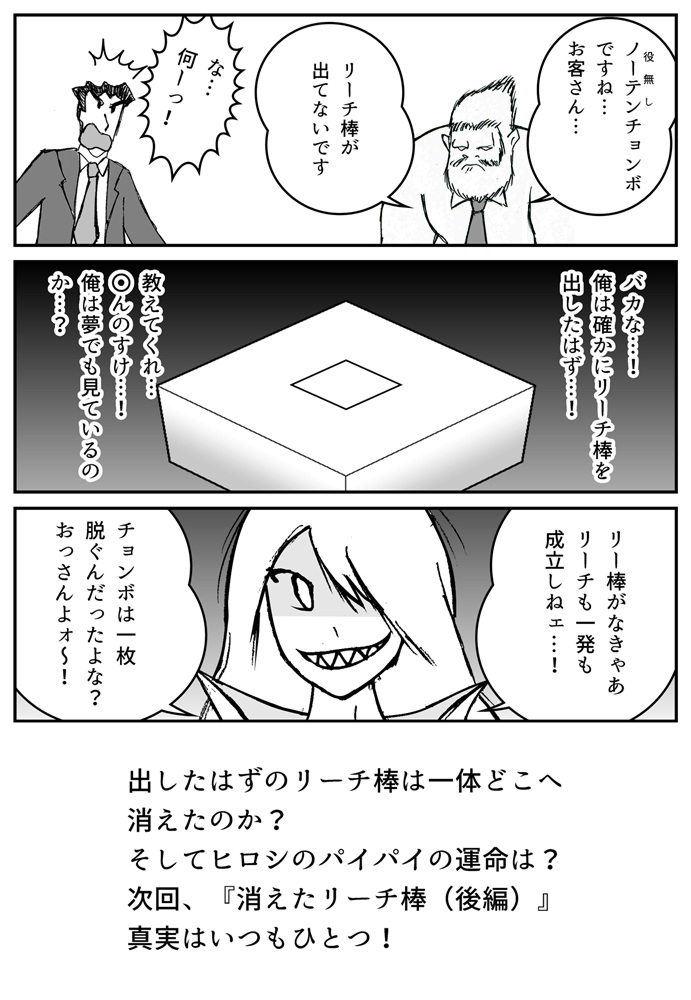 ノーテンチョンボ
役無し
ですね…
お客さん…
リーチ棒が
出てないです
な…
何ーっ！
バカな…！
俺は確かにリーチ棒を
出したはず…！
教えてくれ…
◎んのすけ…！
俺は夢でも見ているの
か…？
リー棒がなきゃあ
リーチも一発も
成立しねェ…！
チョンボは一枚
脱ぐんだったよな？
おっさんよォ～！
出したはずのリーチ棒は一体どこへ
消えたのか？
そしてヒロシのパイパイの運命は？
次回、『消えたリーチ棒（後編）』
真実はいつもひとつ！